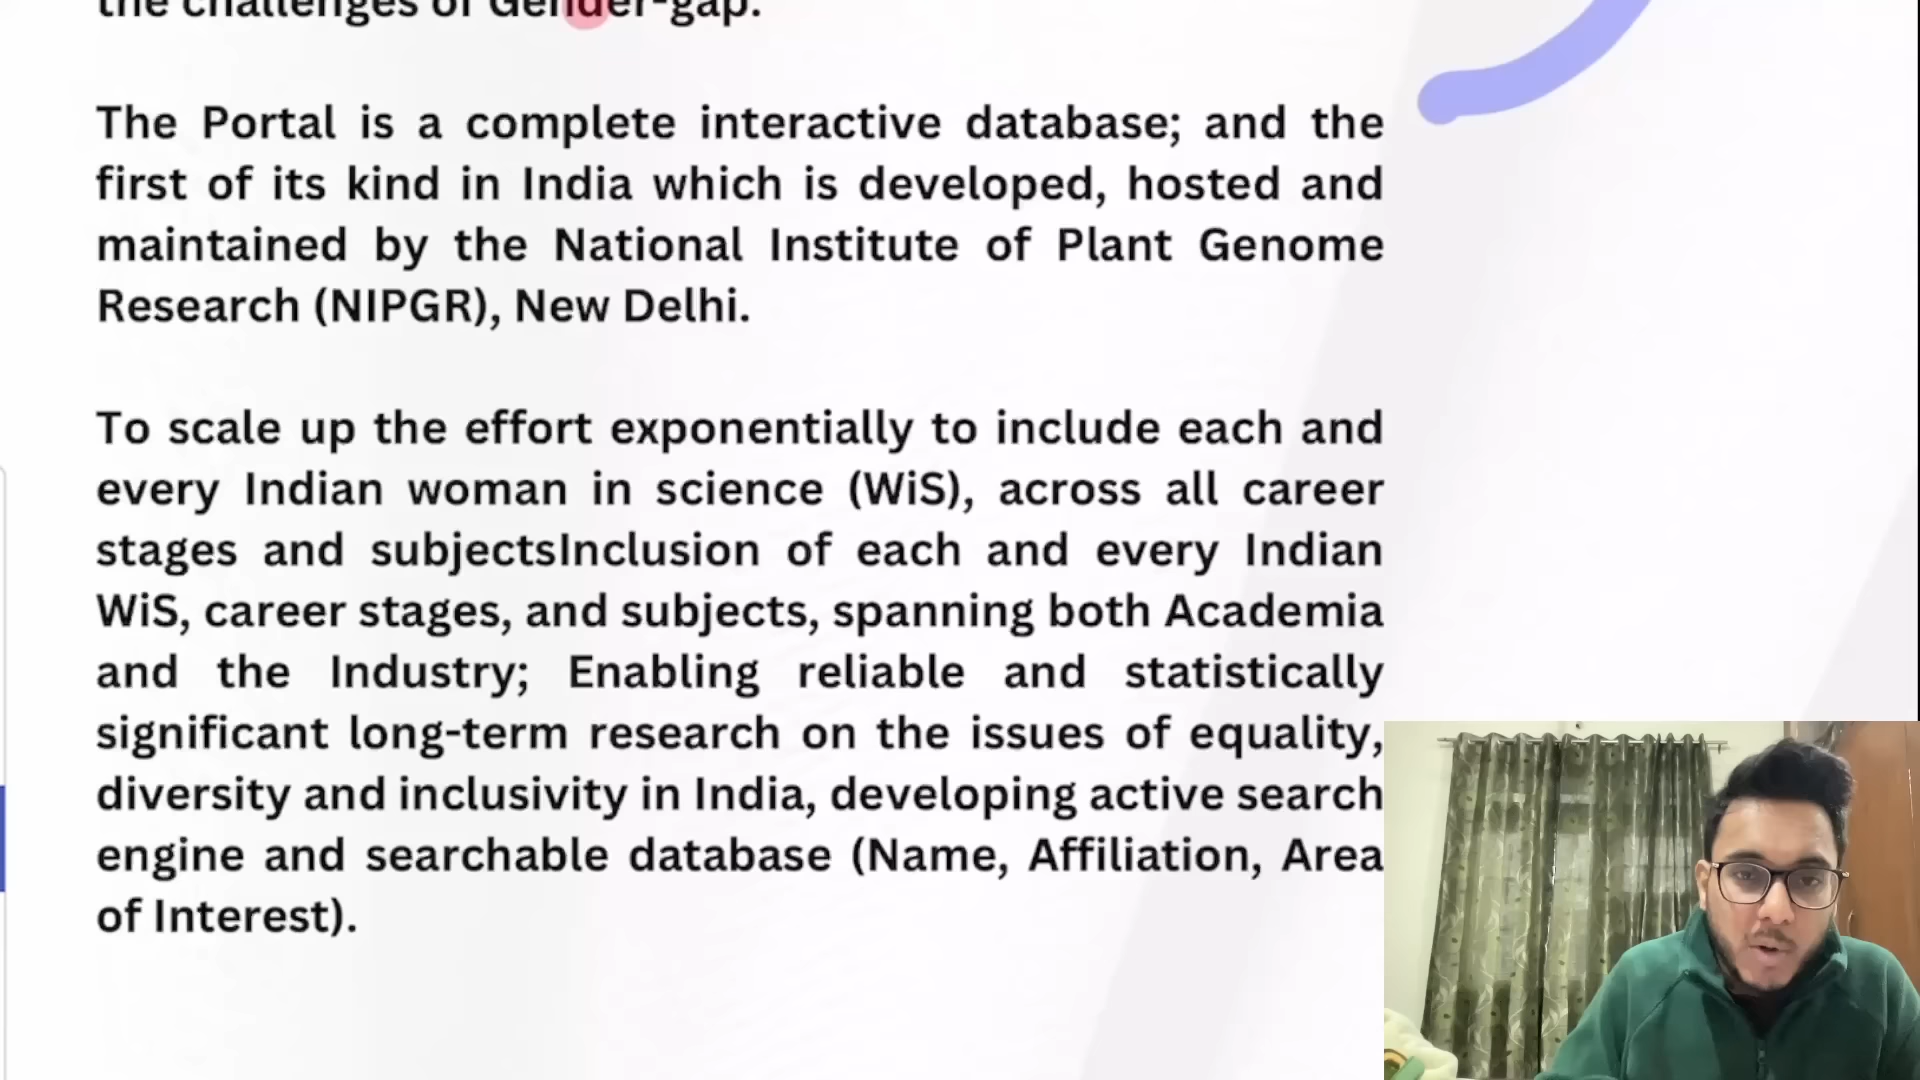 the challenges of Gender-gap.
The Portal is a complete interactive database; and the
first of its kind in India which is developed, hosted and
maintained by the National Institute of Plant Genome
Research (NIPGR), New Delhi.
To scale up the effort exponentially to include each and
every Indian woman in science (WiS), across all career
stages and subjectsInclusion of each and every Indian
WiS, career stages, and subjects, spanning both Academia
and the Industry; Enabling reliable and statistically
significant long-term research on the issues of equality,
diversity and inclusivity in India, developing active search
engine and searchable database (Name, Affiliation, Area
of Interest).